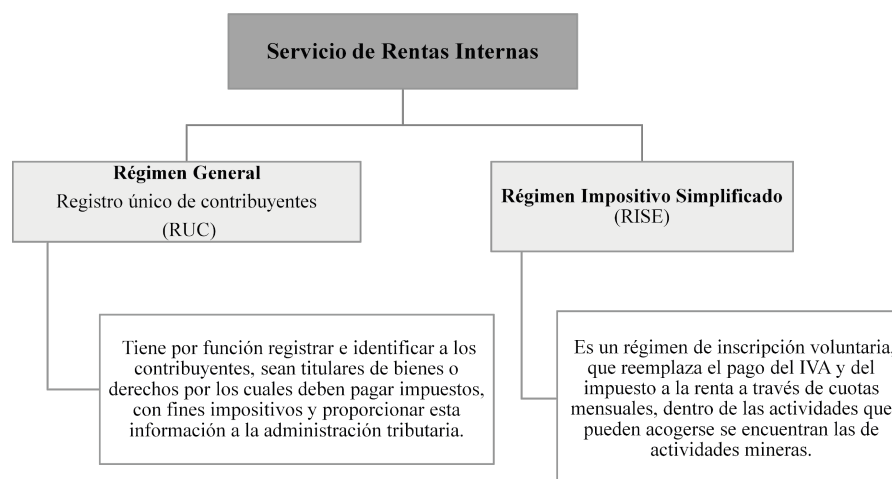 Servicio de Rentas Internas
Régimen General
Registro único de contribuyentes
(RUC)
Régimen Impositivo Simplificado
(RISE)
Tiene por función registrar e identificar a los
contribuyentes, sean titulares de bienes o
derechos por los cuales deben pagar impuestos,
con fines impositivos y proporcionar esta
información a la administración tributaria.
Es un régimen de inscripción voluntaria,
que reemplaza el pago del IVA y del
impuesto a la renta a través de cuotas
mensuales, dentro de las actividades que
pueden acogerse se encuentran las de
actividades mineras.